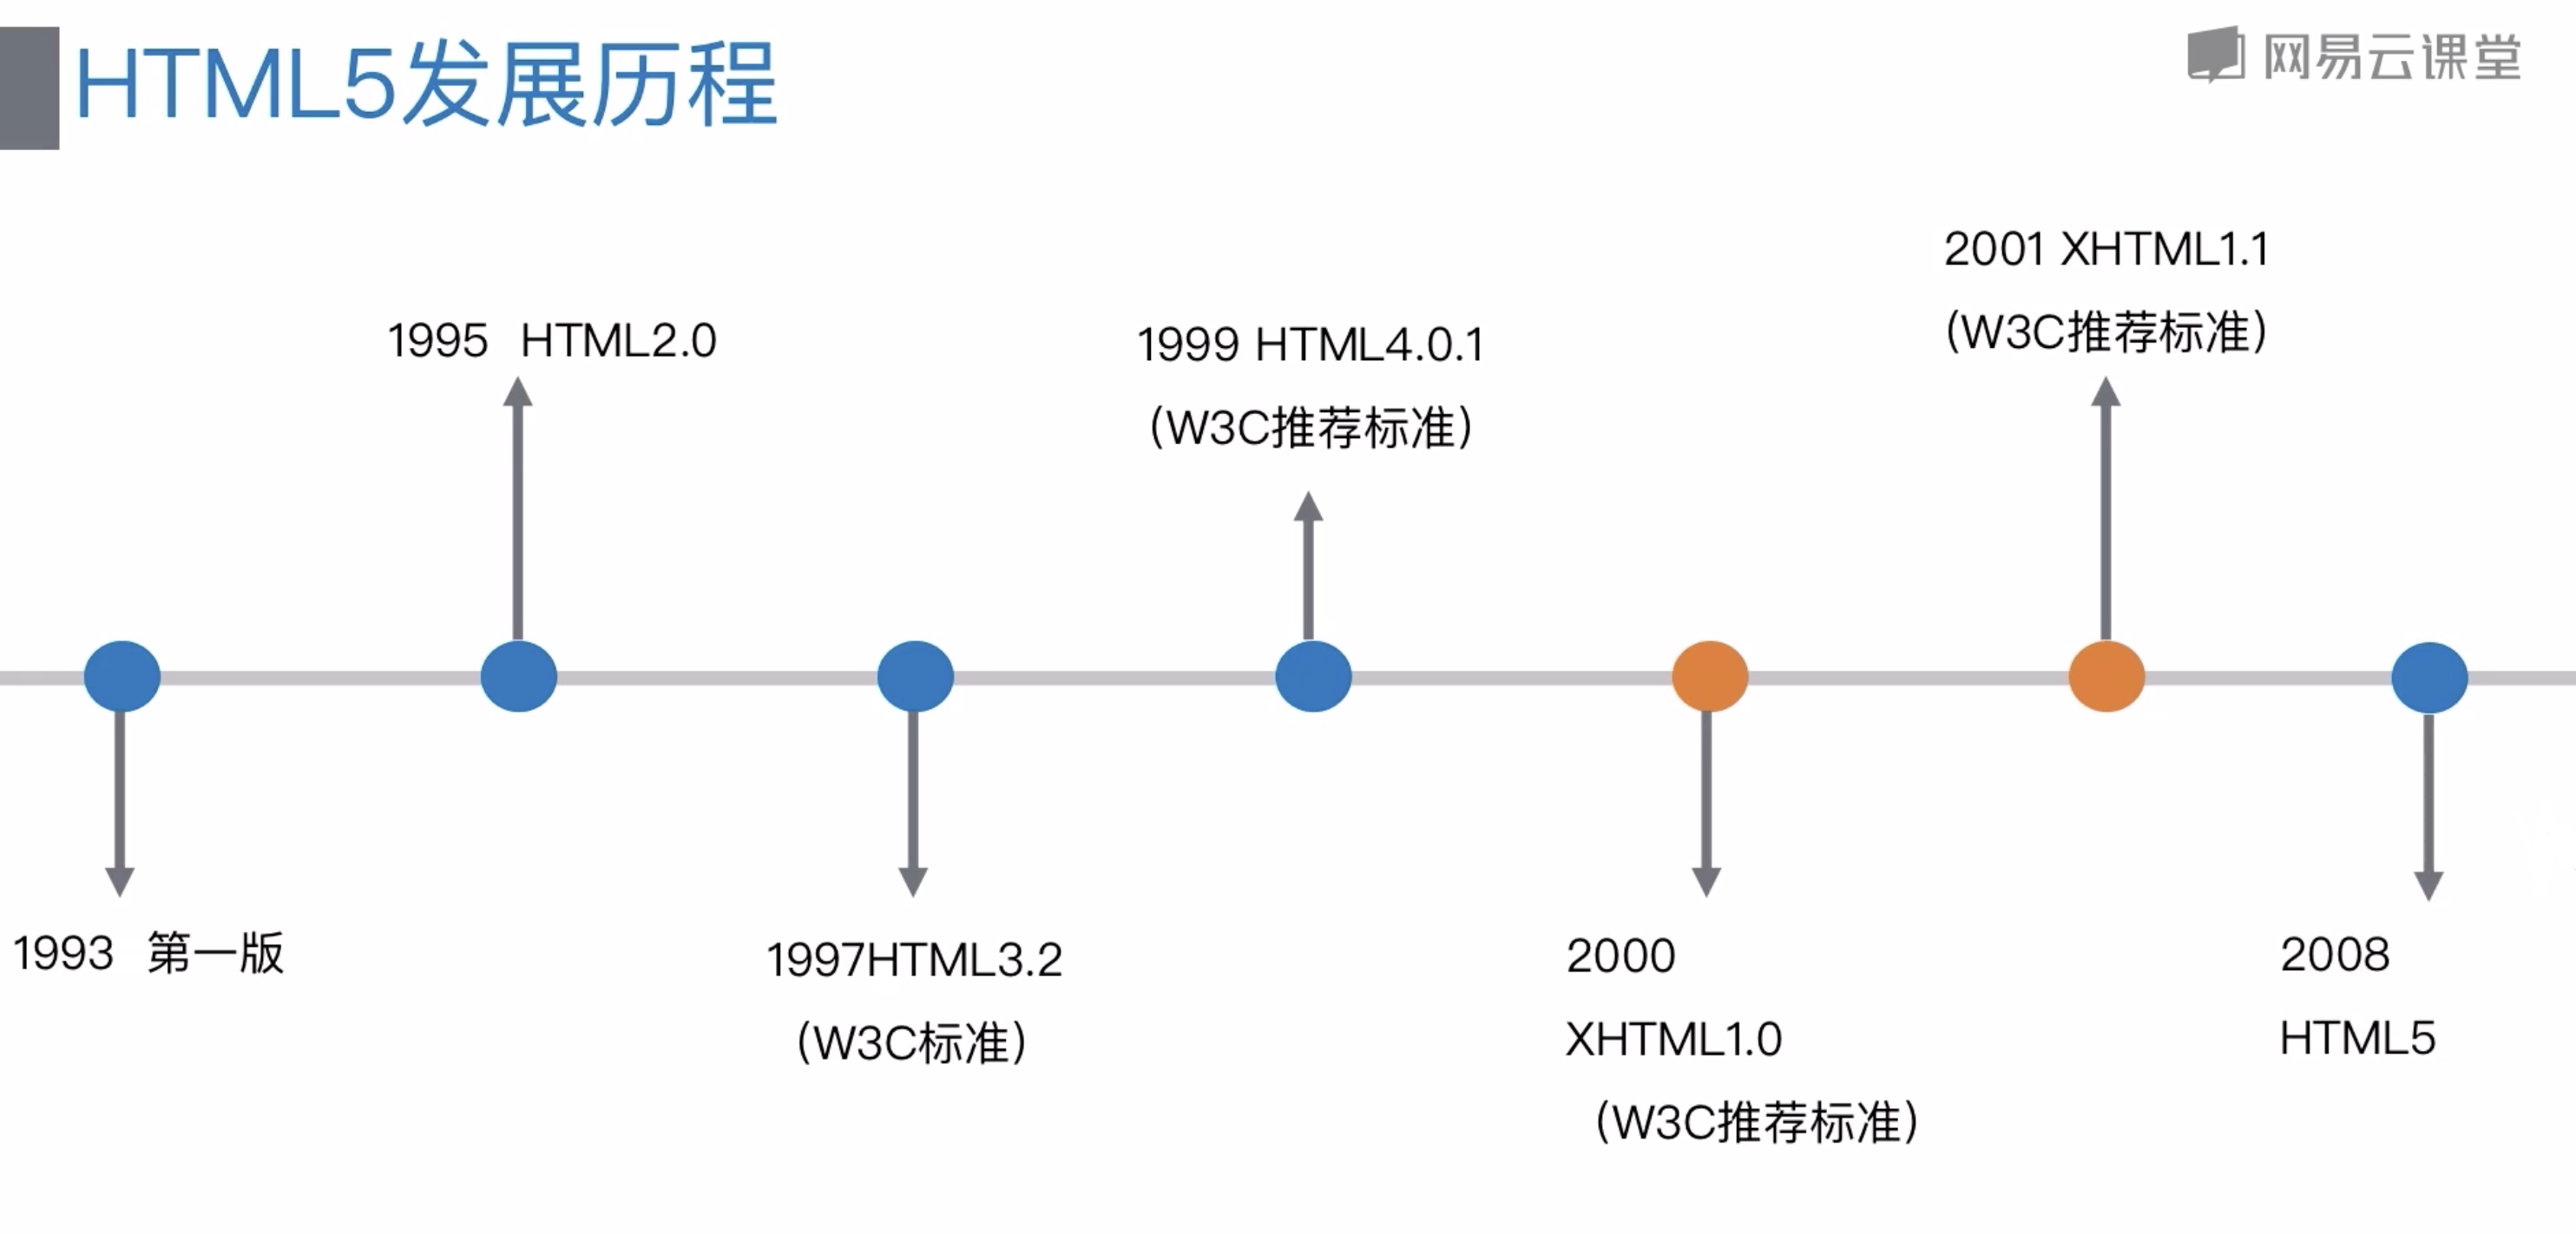 HTML5发展历程
网易云课堂
1993 第一版
1995 HTML2.0
1997HTML3.2
(W3C标准)
1999 HTML4.0.1
(W3C推荐标准)
2000
XHTML1.0
(W3C推荐标准)
2001 XHTML1.1
(W3C推荐标准)
2008
HTML5